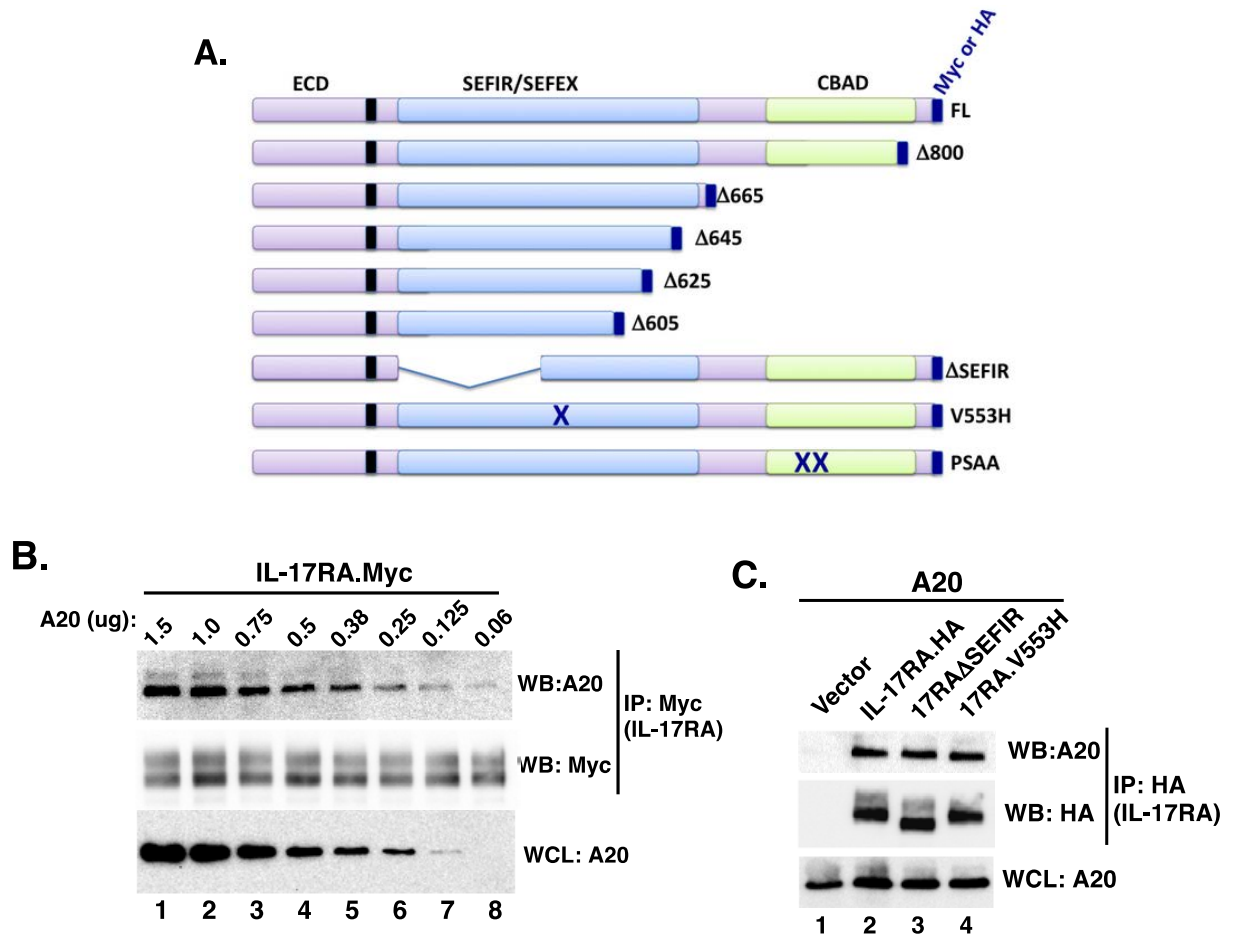 A.
Myc or HA
ECD SEFIR/SEFEX CBAD
FL
Δ800
Δ665
Δ645
Δ625
Δ605
ΔSEFIR
X V553H
XX PSAA
B.
IL-17RA.Myc
A20 (ug): 1.5 1.0 0.75 0.5 0.38 0.25 0.125 0.06
WB:A20
IP: Myc
(IL-17RA)
WB: Myc
WCL: A20
1 2 3 4 5 6 7 8
C.
A20
Vector IL-17RA.HA 17RAΔSEFIR 17RA.V553H
WB:A20
IP: HA
(IL-17RA)
WB: HA
WCL: A20
1 2 3 4